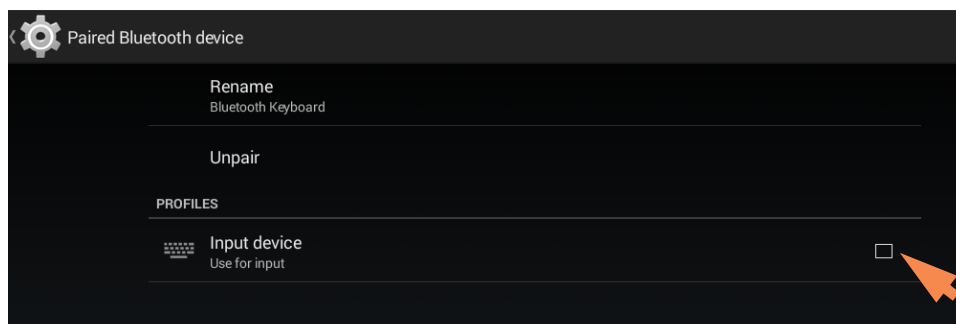 Paired Bluetooth device
Rename
Bluetooth Keyboard
Unpair
PROFILES
Input device
Use for input